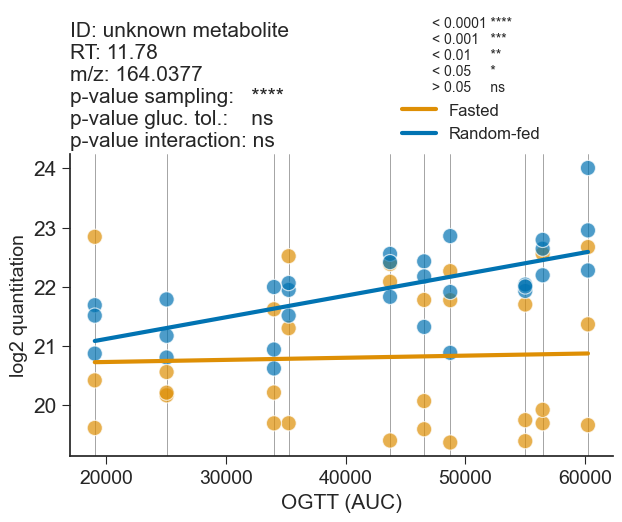 ID: unknown metabolite
RT: 11.78
m/z: 164.0377
p-value sampling: ****
p-value gluc. tol.: ns
p-value interaction: ns
< 0.0001 ****
< 0.001 ***
< 0.01 **
< 0.05 *
> 0.05 ns
Fasted
Random-fed
24
23
22
21
20
log2 quantitation
20000 30000 40000 50000 60000
OGTT (AUC)